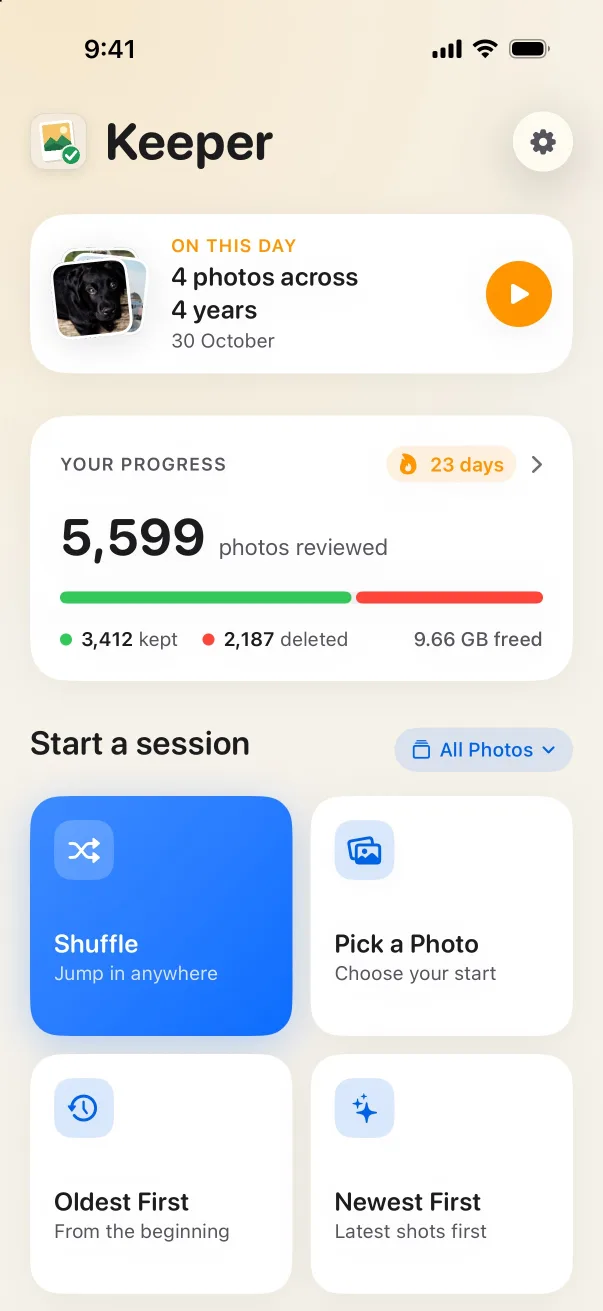 9:41
Keeper
ON THIS DAY
4 photos across
4 years
30 October
YOUR PROGRESS 23 days
5,599 photos reviewed
3,412 kept 2,187 deleted 9.66 GB freed
Start a session All Photos
Shuffle
Jump in anywhere
Pick a Photo
Choose your start
Oldest First
From the beginning
Newest First
Latest shots first